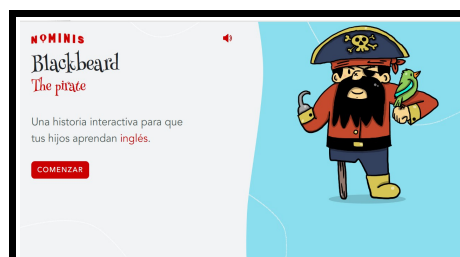 NOMINIS
Blackbeard
The pirate
Una historia interactiva para que
tus hijos aprendan inglés.
COMENZAR